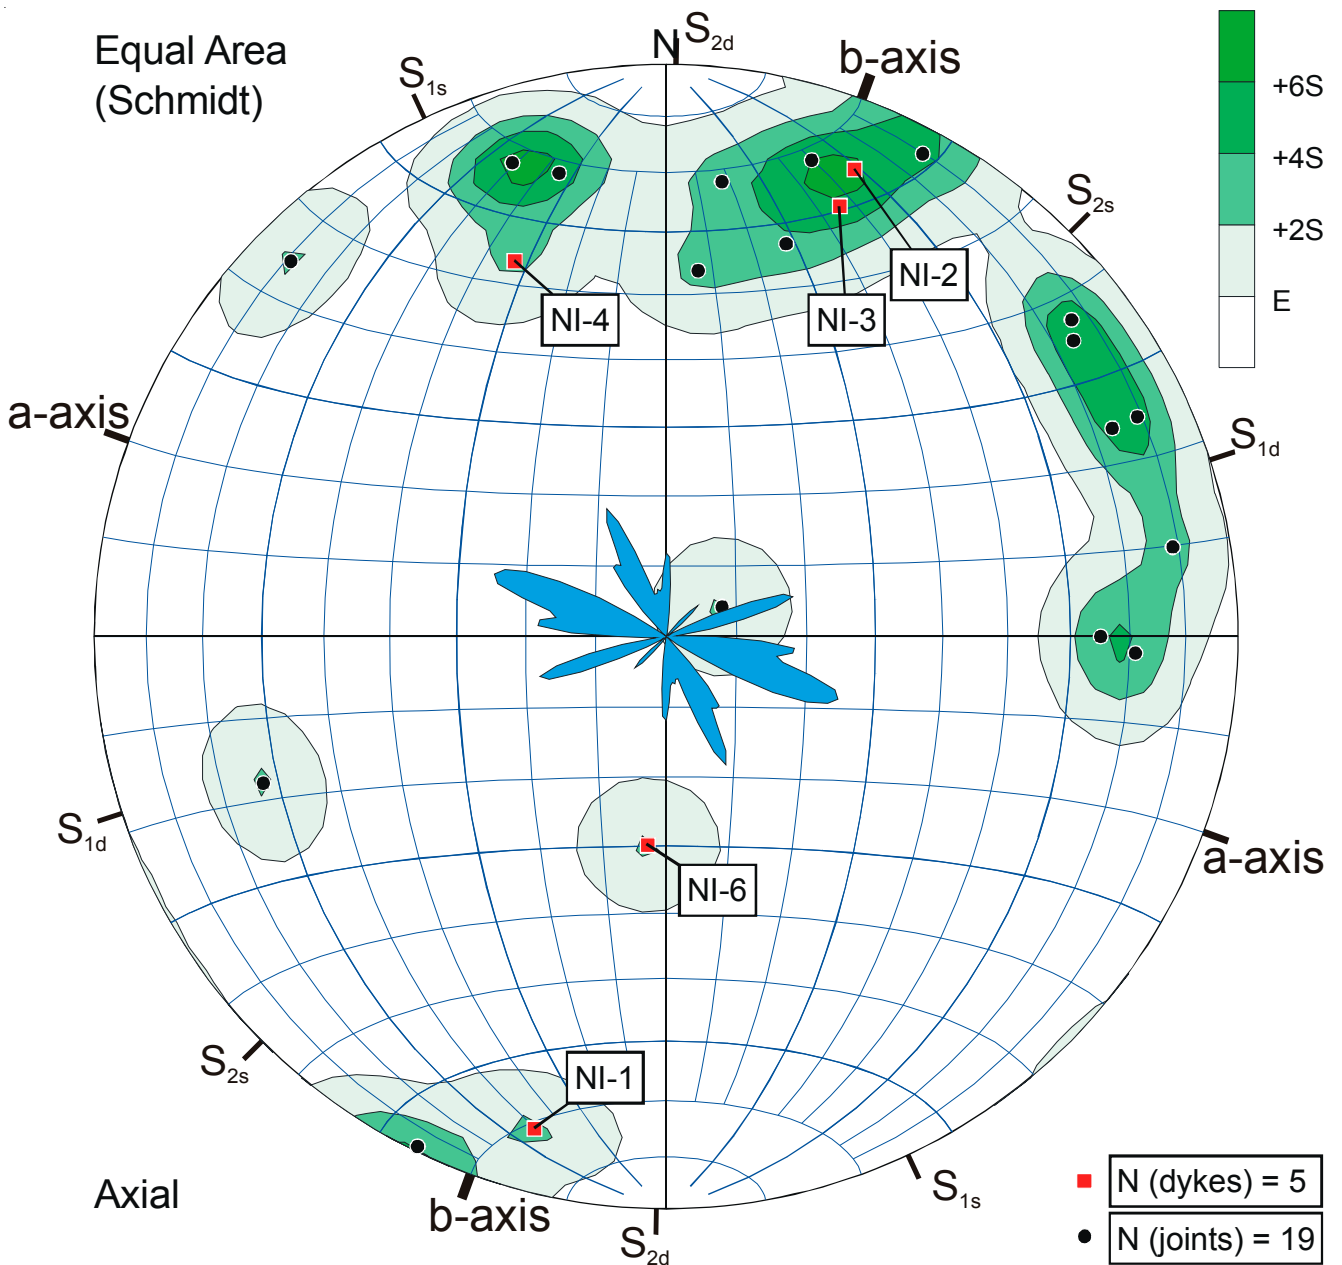 Equal Area
(Schmidt)
N
S2d
S1s
b-axis
+6S
+4S
+2S
E
S2s
NI-2
NI-4
NI-3
a-axis
S1d
S1d
a-axis
NI-6
S2s
NI-1
Axial
b-axis
S2d
S1s
N (dykes) = 5
N (joints) = 19